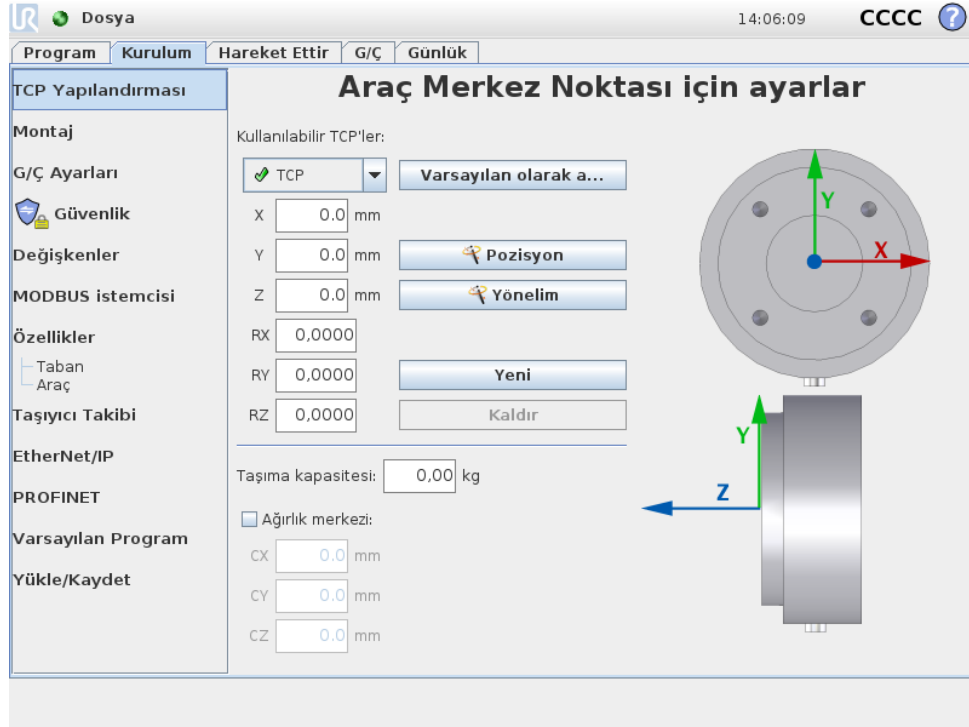 UR Dosya 14:06:09 CCCC ?
Program Kurulum Hareket Ettir G/Ç Günlük
TCP Yapılandırması
Montaj
G/Ç Ayarları
Güvenlik
Değişkenler
MODBUS istemcisi
Özellikler
Taban
Araç
Taşıyıcı Takibi
EtherNet/IP
PROFINET
Varsayılan Program
Yükle/Kaydet
Araç Merkez Noktası için ayarlar
Kullanılabilir TCP'ler:
TCP Varsayılan olarak a...
X 0.0 mm
Y 0.0 mm Pozisyon
Z 0.0 mm Yönelim
RX 0,0000
RY 0,0000 Yeni
RZ 0,0000 Kaldır
Taşıma kapasitesi: 0,00 kg
Ağırlık merkezi:
CX 0.0 mm
CY 0.0 mm
CZ 0.0 mm
Y
X
Y
Z